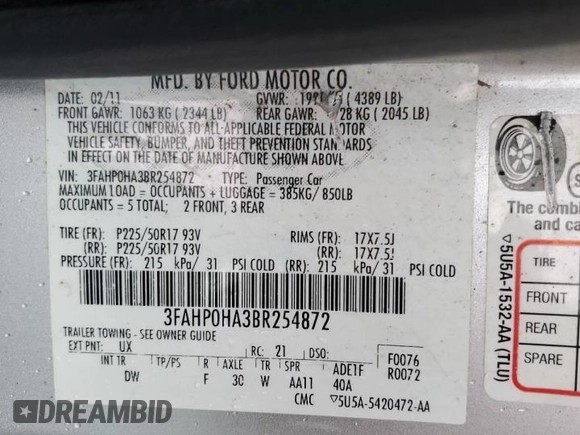 MFD. BY FORD MOTOR CO.
DATE: 02/11 GVWR: (4389 LB)
FRONT GAWR: 1063 KG (2344 LB) REAR GAWR: 28 KG (2045 LB)
THIS VEHICLE CONFORMS TO ALL APPLICABLE FEDERAL MOTOR
VEHICLE SAFETY, BUMPER, AND THEFT PREVENTION STANDARDS
IN EFFECT ON THE DATE OF MANUFACTURE SHOWN ABOVE.
VIN: 3FAHP0HA3BR254872 TYPE: Passenger Car
MAXIMUM LOAD = OCCUPANTS + LUGGAGE = 385KG/850LB
OCCUPANTS = 5 TOTAL; 2 FRONT, 3 REAR
TIRE (FR): P225/50R17 93V RIMS (FR): 17X7.5J
(RR): P225/50R17 93V (RR): 17X7.5J
PRESSURE (FR): 215 kPa/ 31 PSI COLD (RR): 215 kPa/ 31 PSI COLD
3FAHP0HA3BR254872
TRAILER TOWING - SEE OWNER GUIDE
EXT PNT: UX RC: 21 DSO: F0076
R0072
INT TR TP/PS R AXLE TR SPR ADE1F
DW F 30 W AA11 40A
CMC ▽5U5A-5420472-AA
The combin
and c
▽5U5A-1532-AA (TLU)
TIRE
FRONT
REAR
SPARE
DREAMBID